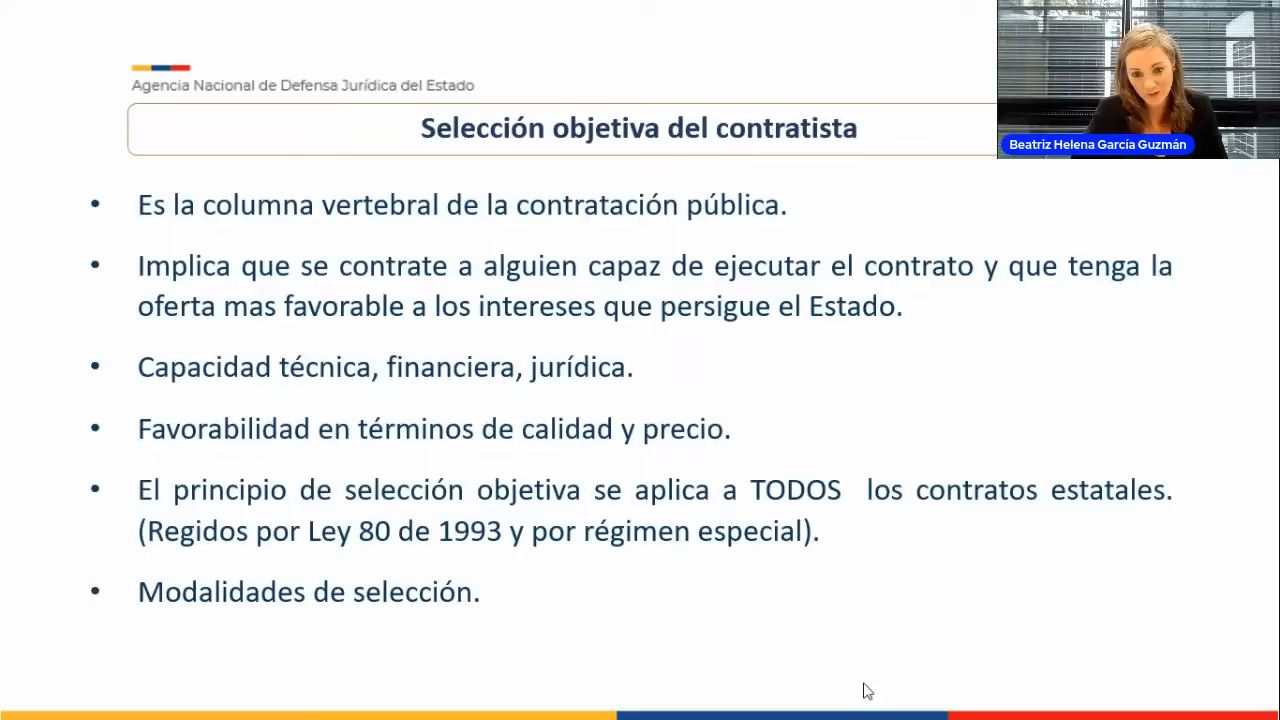 Agencia Nacional de Defensa Jurídica del Estado
Selección objetiva del contratista
Beatriz Helena García Guzmán
• Es la columna vertebral de la contratación pública.
• Implica que se contrate a alguien capaz de ejecutar el contrato y que tenga la
oferta mas favorable a los intereses que persigue el Estado.
• Capacidad técnica, financiera, jurídica.
• Favorabilidad en términos de calidad y precio.
• El principio de selección objetiva se aplica a TODOS los contratos estatales.
(Regidos por Ley 80 de 1993 y por régimen especial).
• Modalidades de selección.